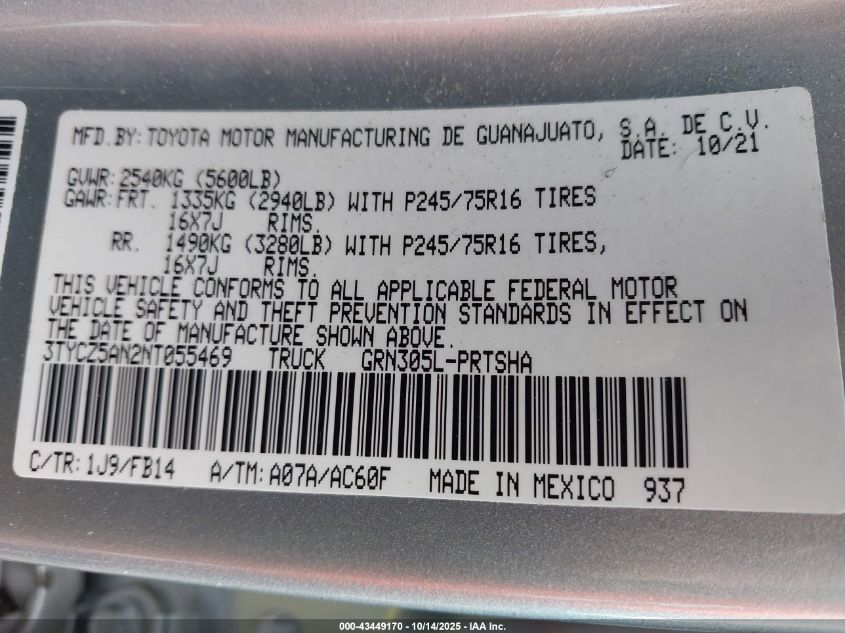 MFD.BY: TOYOTA MOTOR MANUFACTURING DE GUANAJUATO, S.A. DE C.V.
DATE: 10/21
GVWR: 2540KG (5600LB)
GAWR: FRT. 1335KG (2940LB) WITH P245/75R16 TIRES
16X7J RIMS.
RR. 1490KG (3280LB) WITH P245/75R16 TIRES,
16X7J RIMS.
THIS VEHICLE CONFORMS TO ALL APPLICABLE FEDERAL MOTOR
VEHICLE SAFETY AND THEFT PREVENTION STANDARDS IN EFFECT ON
THE DATE OF MANUFACTURE SHOWN ABOVE.
3TYCZ5AN2NT055469 TRUCK GRN305L-PRTSHA
C/TR: 1J9/FB14 A/TM: A07A/AC60F MADE IN MEXICO 937
000-43449170 - 10/14/2025 - IAA Inc.